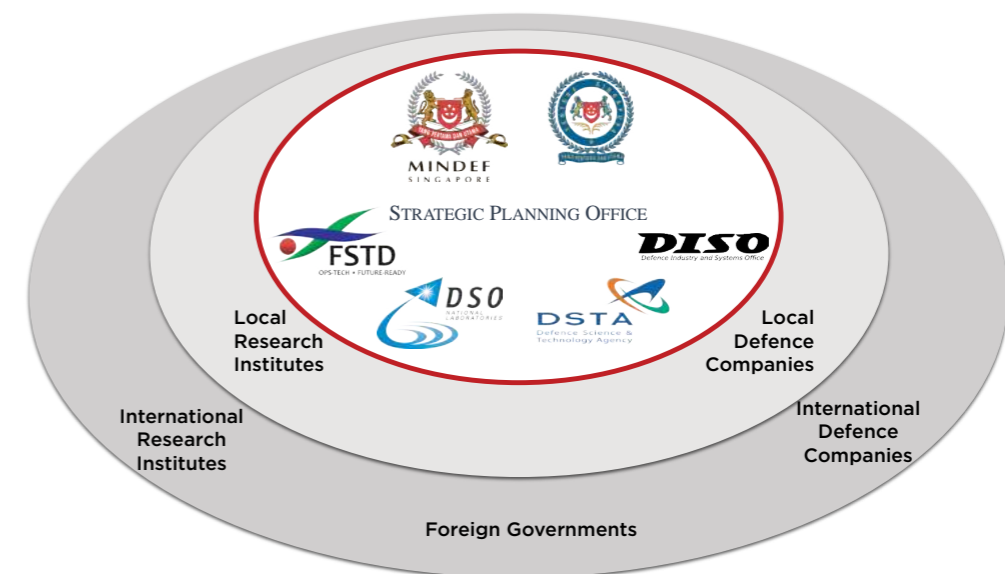 MINDEF
SINGAPORE
STRATEGIC PLANNING OFFICE
FSTD
OPS-TECH • FUTURE-READY
DISO
Defence Industry and Systems Office
DSO
NATIONAL
LABORATORIES
DSTA
Defence Science &
Technology Agency
Local
Research
Institutes
Local
Defence
Companies
International
Research
Institutes
International
Defence
Companies
Foreign Governments